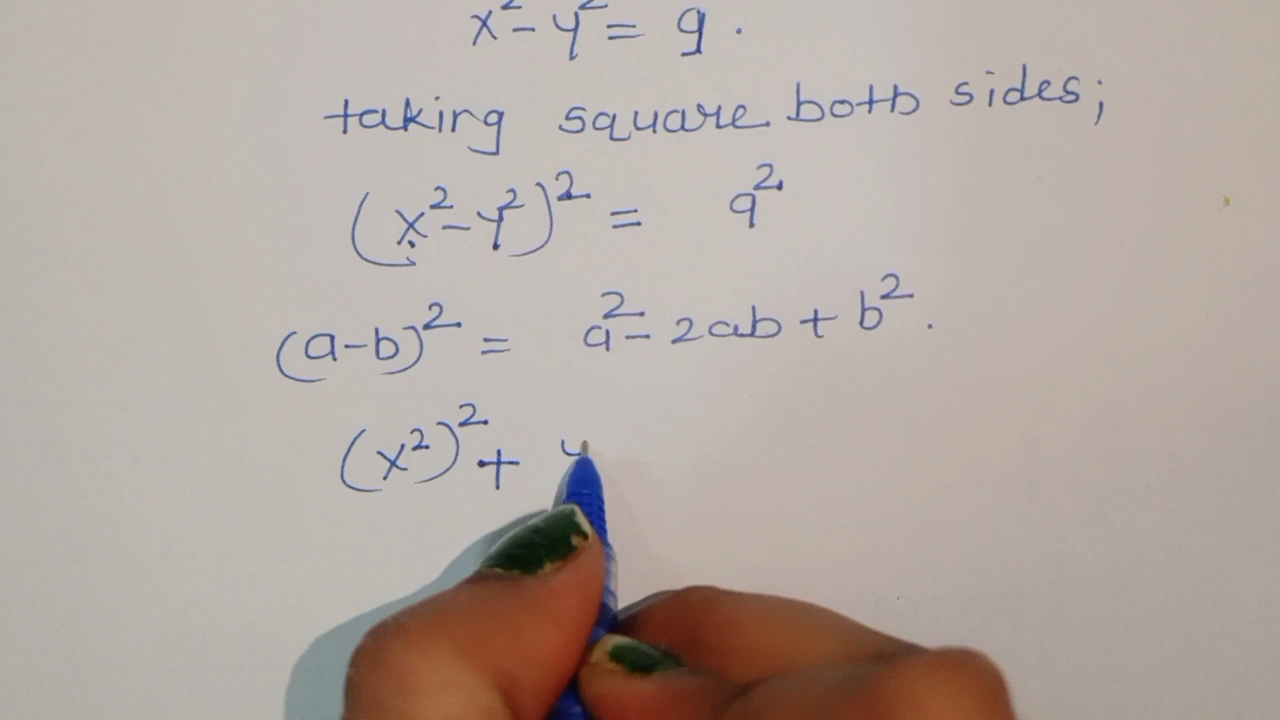 x² - y² = 9.
taking square both sides;
(x² - y²)² = 9²
(a-b)² = a² - 2ab + b².
(x²)² + y